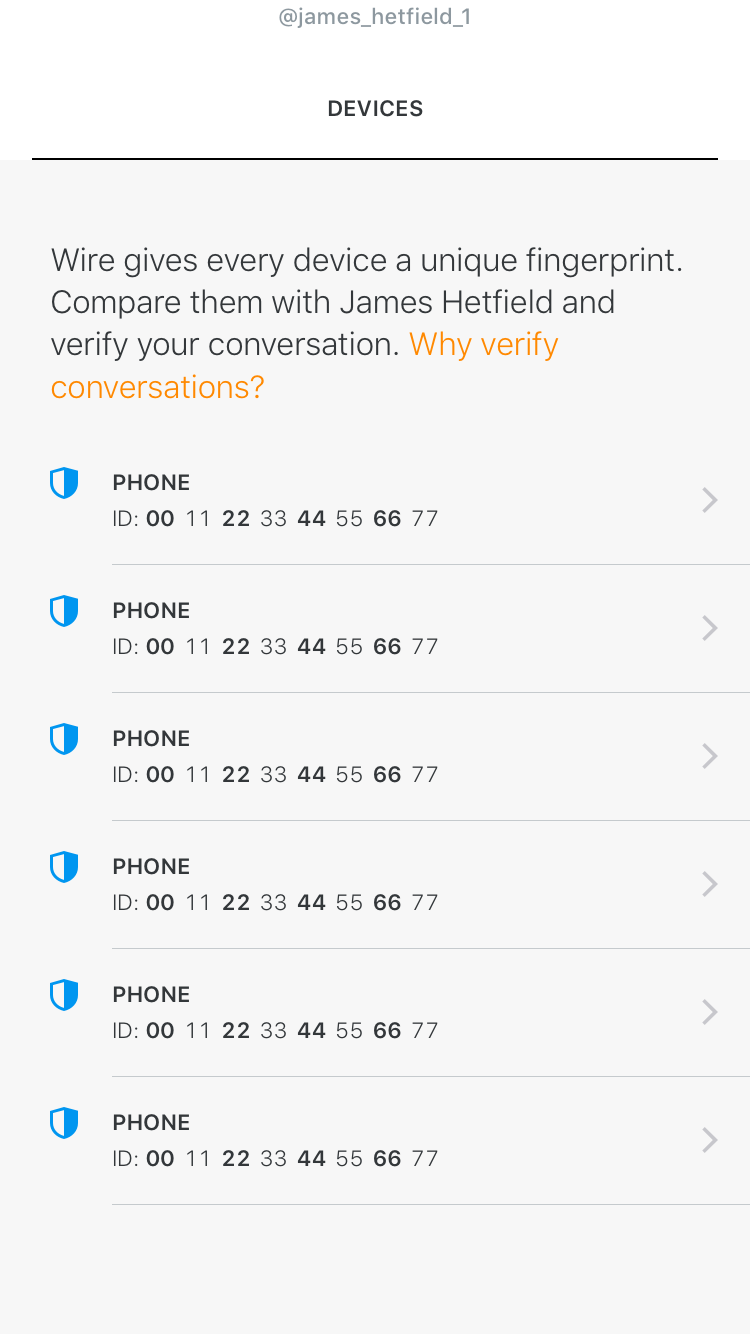 @james_hetfield_1
DEVICES
Wire gives every device a unique fingerprint.
Compare them with James Hetfield and
verify your conversation. Why verify
conversations?
PHONE
ID: 00 11 22 33 44 55 66 77
PHONE
ID: 00 11 22 33 44 55 66 77
PHONE
ID: 00 11 22 33 44 55 66 77
PHONE
ID: 00 11 22 33 44 55 66 77
PHONE
ID: 00 11 22 33 44 55 66 77
PHONE
ID: 00 11 22 33 44 55 66 77